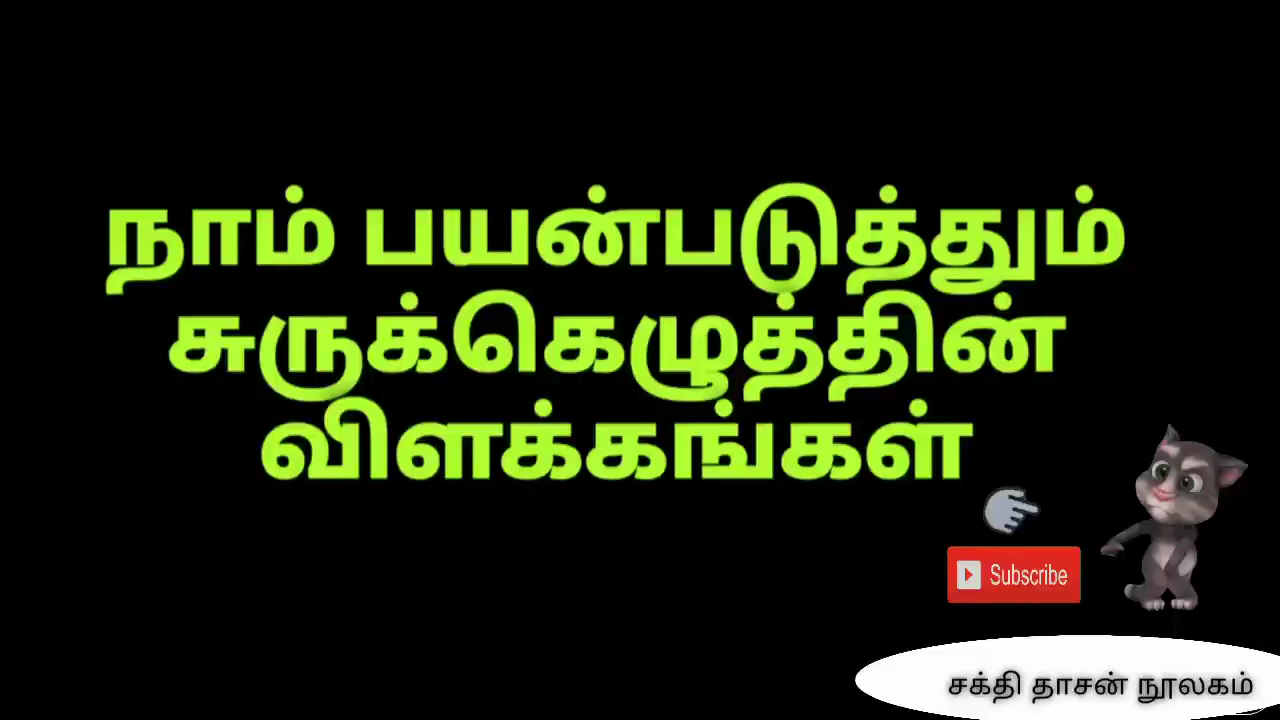 நாம் பயன்படுத்தும்
சுருக்கெழுத்தின்
விளக்கங்கள்
Subscribe
சக்தி தாசன் நூலகம்